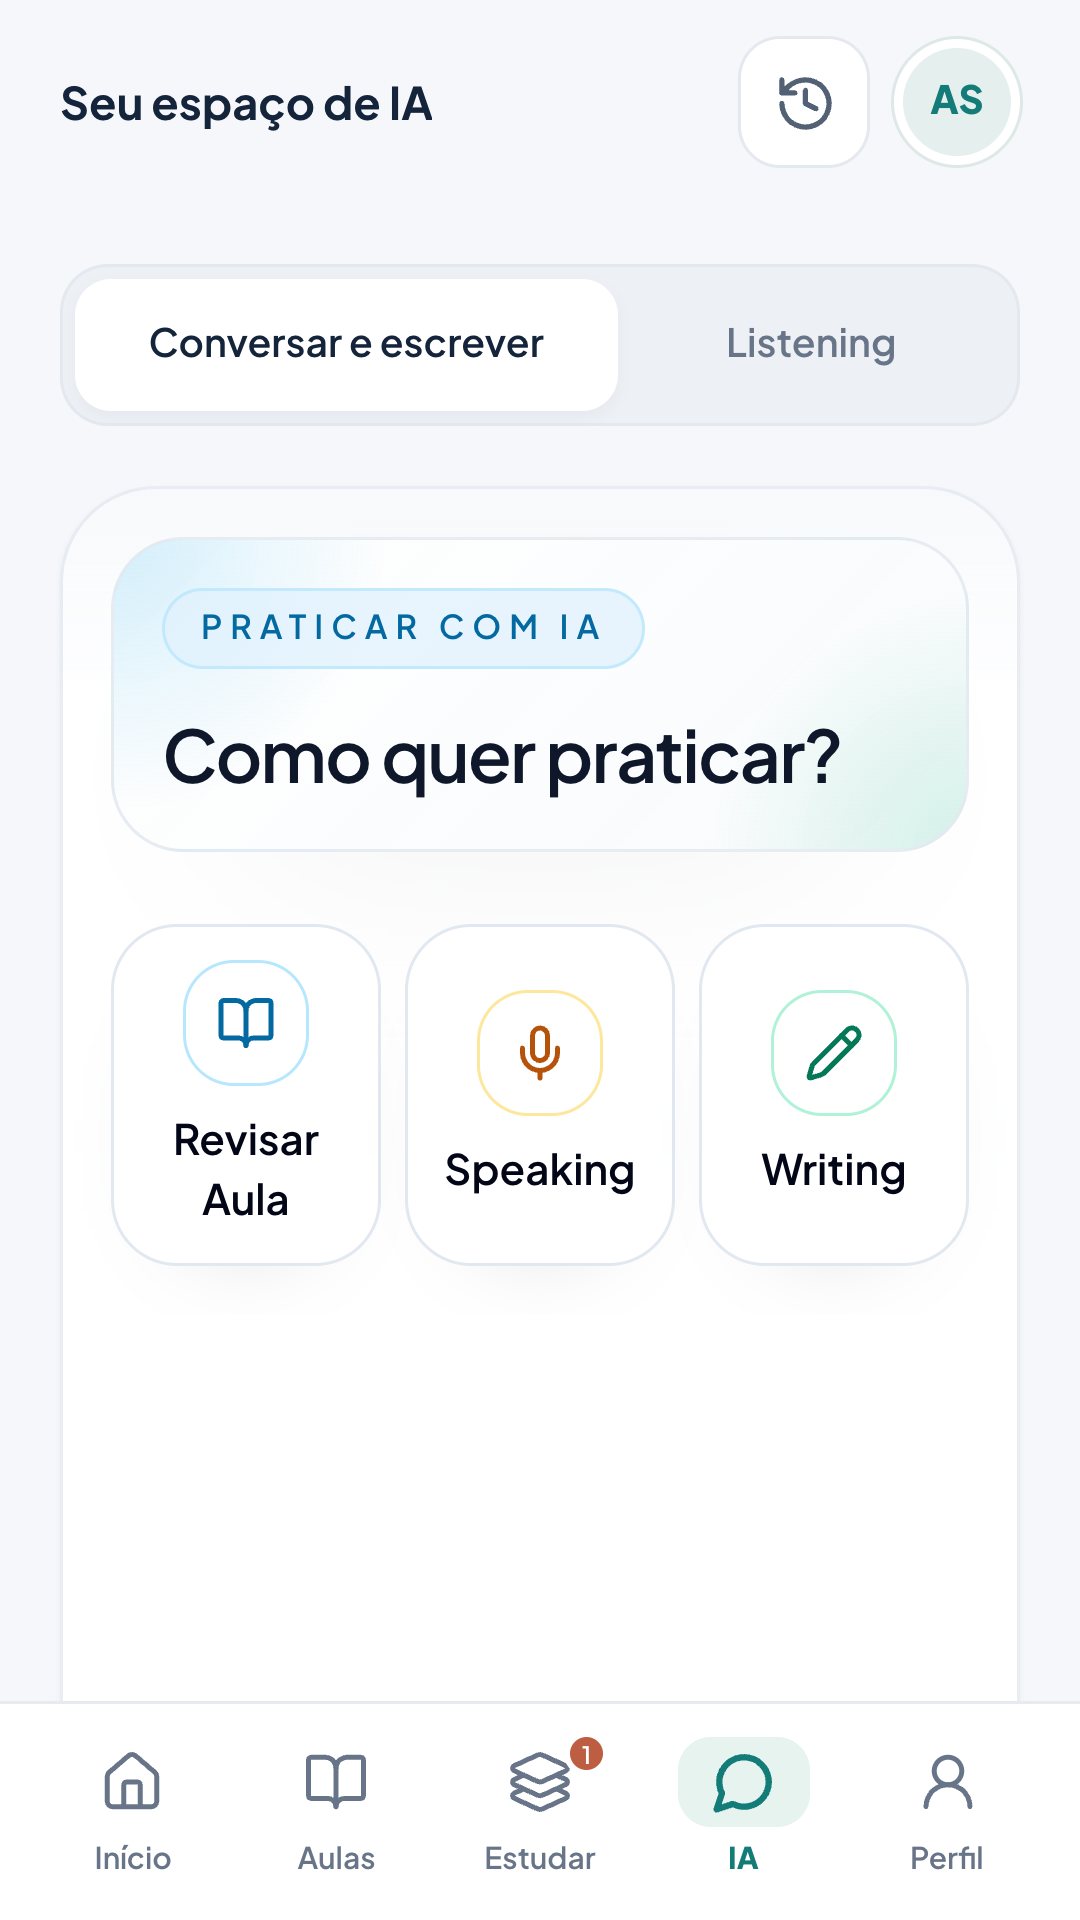 Seu espaço de IA
AS
Conversar e escrever
Listening
PRATICAR COM IA
Como quer praticar?
Revisar
Aula
Speaking
Writing
1
Início
Aulas
Estudar
IA
Perfil